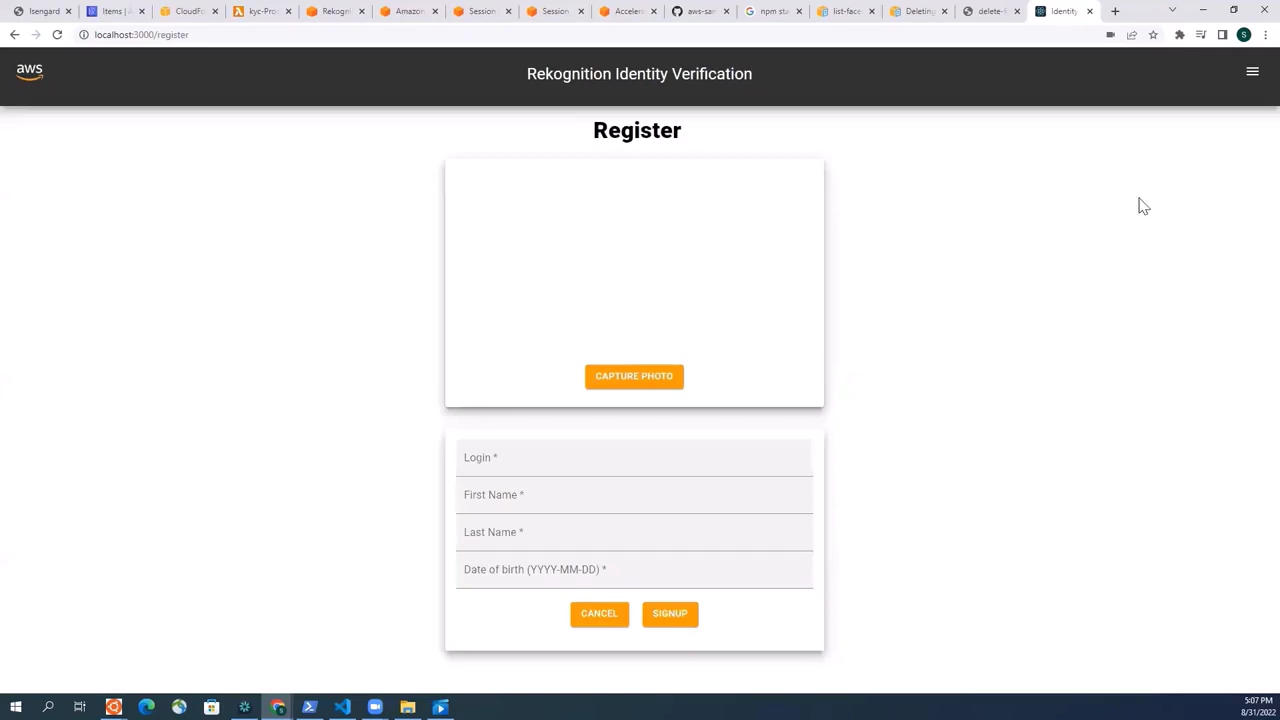 Isengard
Items | A
CloudFo
kyc-Pro
Rekogni
Amazon
Session
Session
Acceler
aws-sam
npm stu
list-face
Deleting
delete-f
Identity
localhost:3000/register
S
aws
Rekognition Identity Verification
Register
CAPTURE PHOTO
Login *
First Name *
Last Name *
Date of birth (YYYY-MM-DD) *
CANCEL
SIGNUP
5:07 PM
8/31/2022